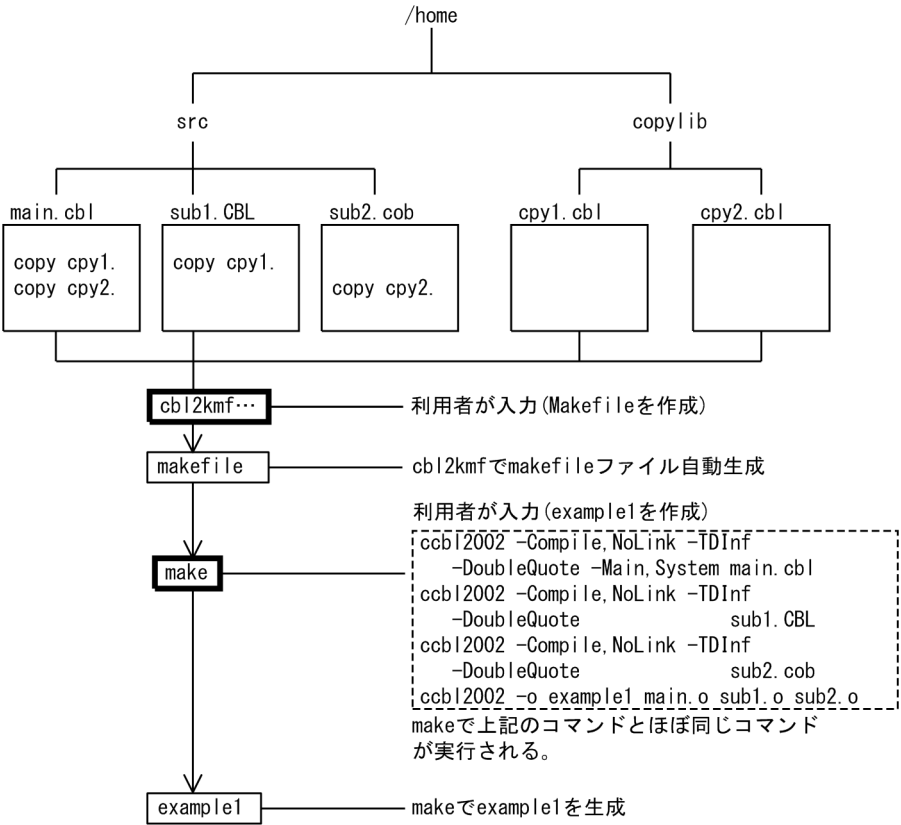 /home
src
copylib
main.cbl
sub1.CBL
sub2.cob
cpy1.cbl
cpy2.cbl
copy cpy1.
copy cpy2.
copy cpy1.
copy cpy2.
cbl2kmf…
利用者が入力(Makefileを作成)
makefile
cbl2kmfでmakefileファイル自動生成
利用者が入力(example1を作成)
make
ccbl2002 -Compile,NoLink -TDInf
-DoubleQuote -Main,System main.cbl
ccbl2002 -Compile,NoLink -TDInf
-DoubleQuote sub1.CBL
ccbl2002 -Compile,NoLink -TDInf
-DoubleQuote sub2.cob
ccbl2002 -o example1 main.o sub1.o sub2.o
makeで上記のコマンドとほぼ同じコマンド
が実行される。
example1
makeでexample1を生成